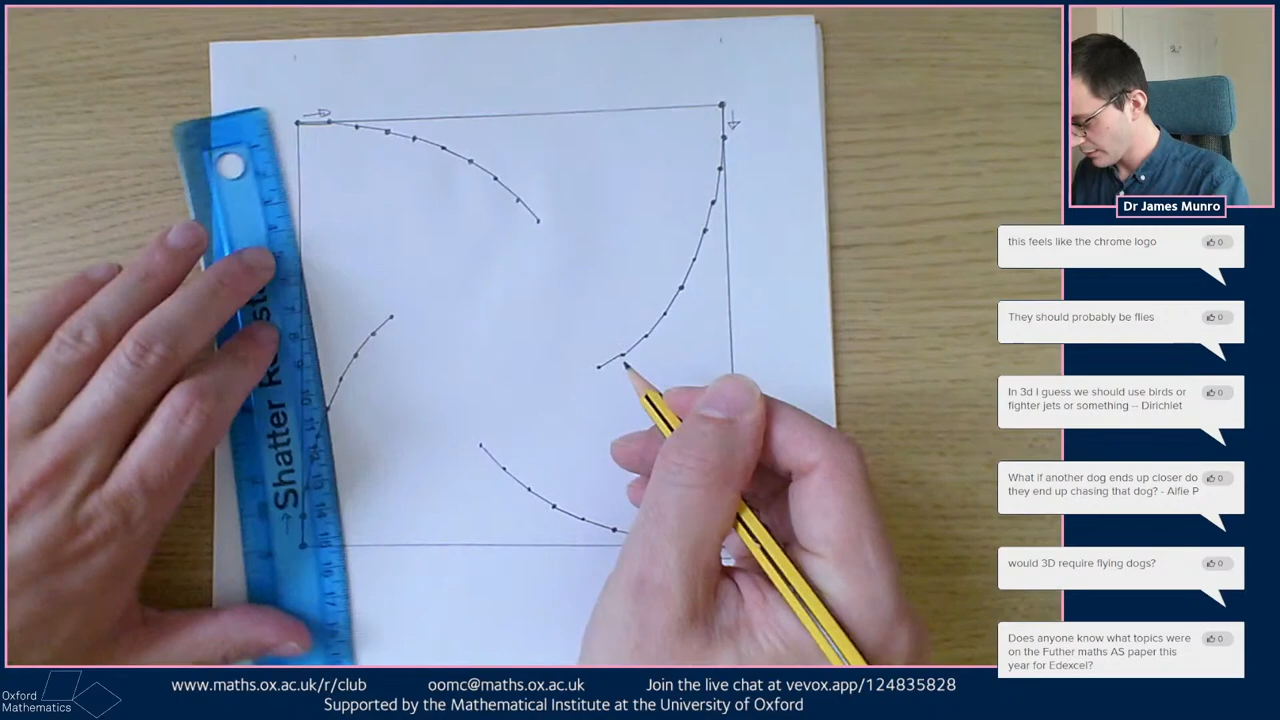 Shatter Resist
Dr James Munro
this feels like the chrome logo
0
They should probably be flies
0
In 3d I guess we should use birds or
fighter jets or something -- Dirichlet
0
What if another dog ends up closer do
they end up chasing that dog? - Alfie P
0
would 3D require flying dogs?
0
Does anyone know what topics were
on the Futher maths AS paper this
year for Edexcel?
0
Oxford
Mathematics
www.maths.ox.ac.uk/r/club oomc@maths.ox.ac.uk Join the live chat at vevox.app/124835828
Supported by the Mathematical Institute at the University of Oxford